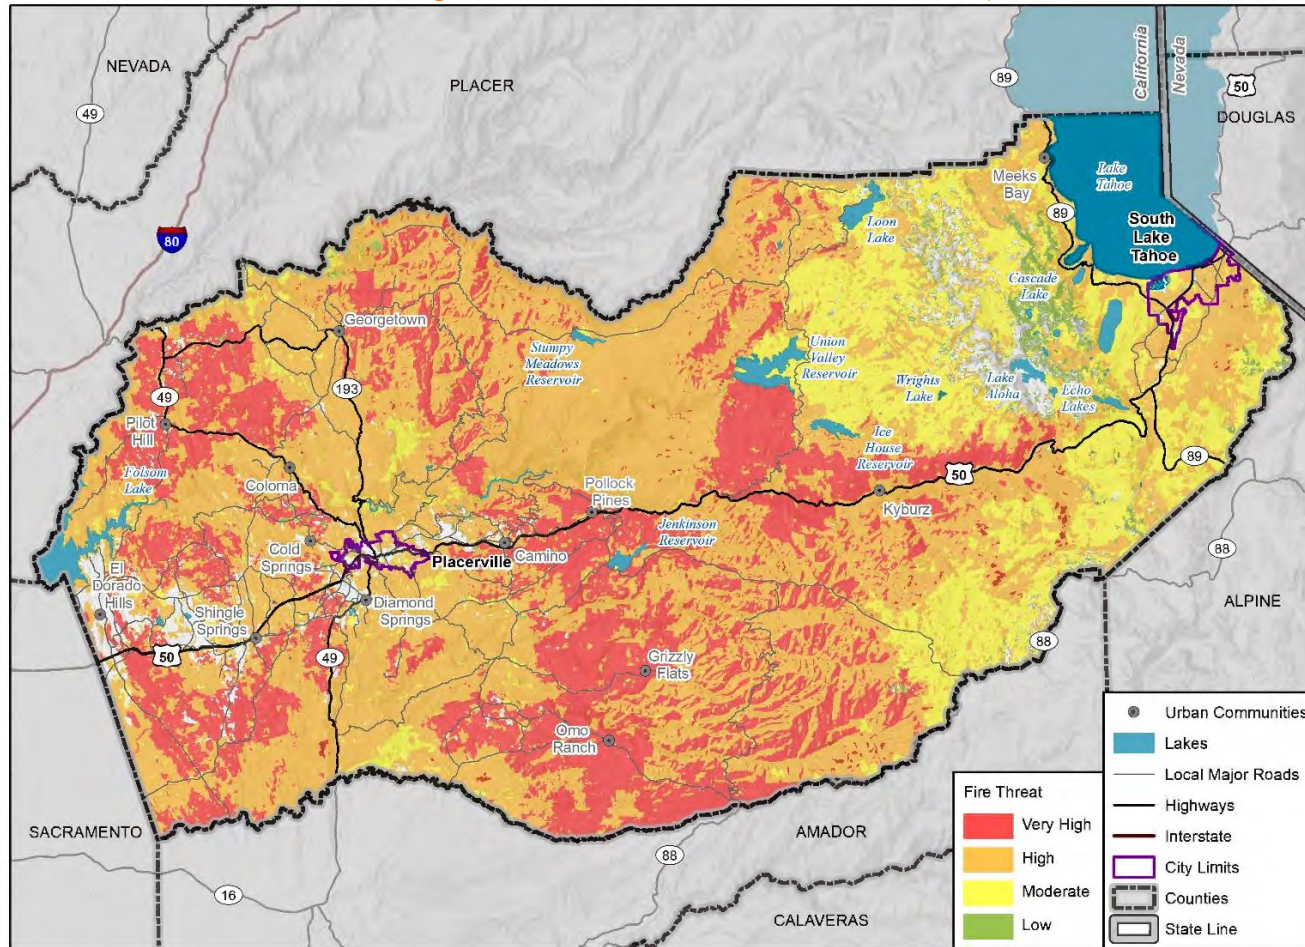 NEVADA
49
80
PLACER
89
California
Nevada
50
DOUGLAS
Meeks
Bay
Lake
Tahoe
89
South
Lake
Tahoe
Loon
Lake
Cascade
Lake
Georgetown
Stumpy
Meadows
Reservoir
Union
Valley
Reservoir
Wrights
Lake
Lake
Aloha
Echo
Lakes
193
49
Pilot
Hill
Folsom
Lake
Coloma
Ice
House
Reservoir
50
89
Kyburz
Pollock
Pines
Jenkinson
Reservoir
Cold
Springs
Placerville
Camino
88
ALPINE
El
Dorado
Hills
Shingle
Springs
Diamond
Springs
50
49
Grizzly
Flats
88
Omo
Ranch
SACRAMENTO
16
88
AMADOR
CALAVERAS
Fire Threat
Very High
High
Moderate
Low
Urban Communities
Lakes
Local Major Roads
Highways
Interstate
City Limits
Counties
State Line